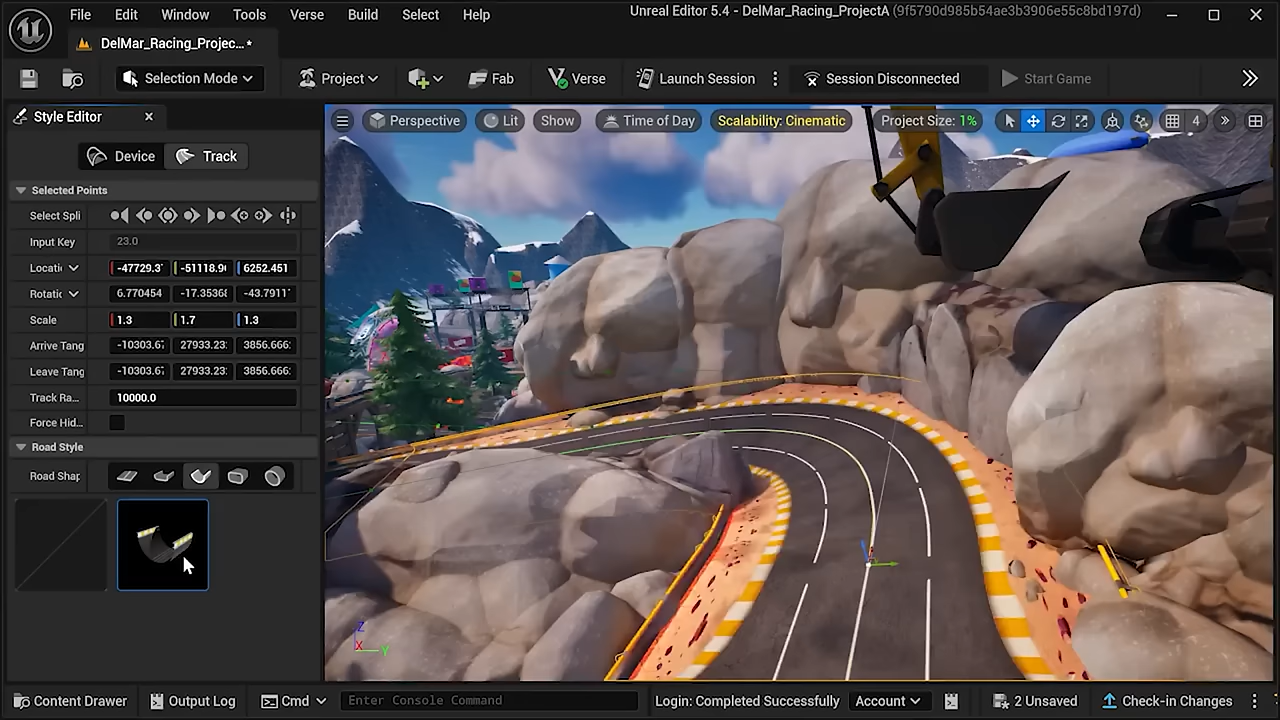 File Edit Window Tools Verse Build Select Help
Unreal Editor 5.4 - DelMar_Racing_ProjectA (9f5790d985b54ae3b3906e55c8bd197d)
DelMar_Racing_Projec...*
Selection Mode Project Fab Verse Launch Session Session Disconnected Start Game
Style Editor
Perspective Lit Show Time of Day Scalability: Cinematic Project Size: 1% 4
Device Track
Selected Points
Select Spli
Input Key 23.0
Locati -47729.3 -51118.9 6252.451
Rotatic 6.770454 -17.3536 -43.7911
Scale 1.3 1.7 1.3
Arrive Tang -10303.67 27933.23 3856.666
Leave Tang -10303.67 27933.23 3856.666
Track Ra... 10000.0
Force Hid
Road Style
Road Shap
Z
X Y
Content Drawer Output Log Cmd Enter Console Command Login: Completed Successfully Account 2 Unsaved Check-in Changes